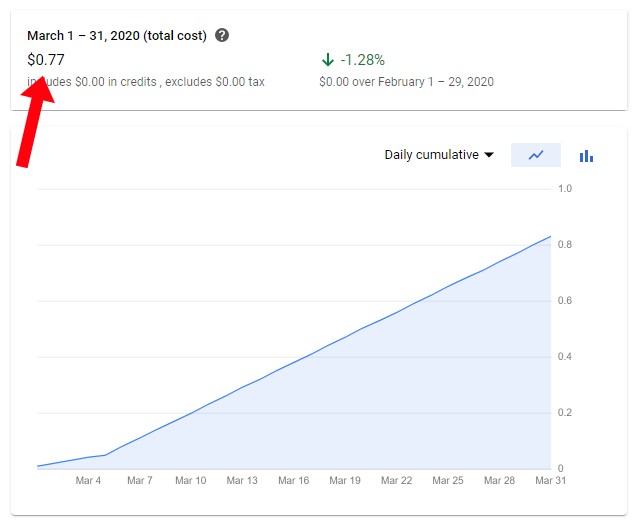 March 1 – 31, 2020 (total cost) ?
$0.77
includes $0.00 in credits , excludes $0.00 tax
-1.28%
$0.00 over February 1 – 29, 2020
Daily cumulative
1.0
0.8
0.6
0.4
0.2
0
Mar 4 Mar 7 Mar 10 Mar 13 Mar 16 Mar 19 Mar 22 Mar 25 Mar 28 Mar 31